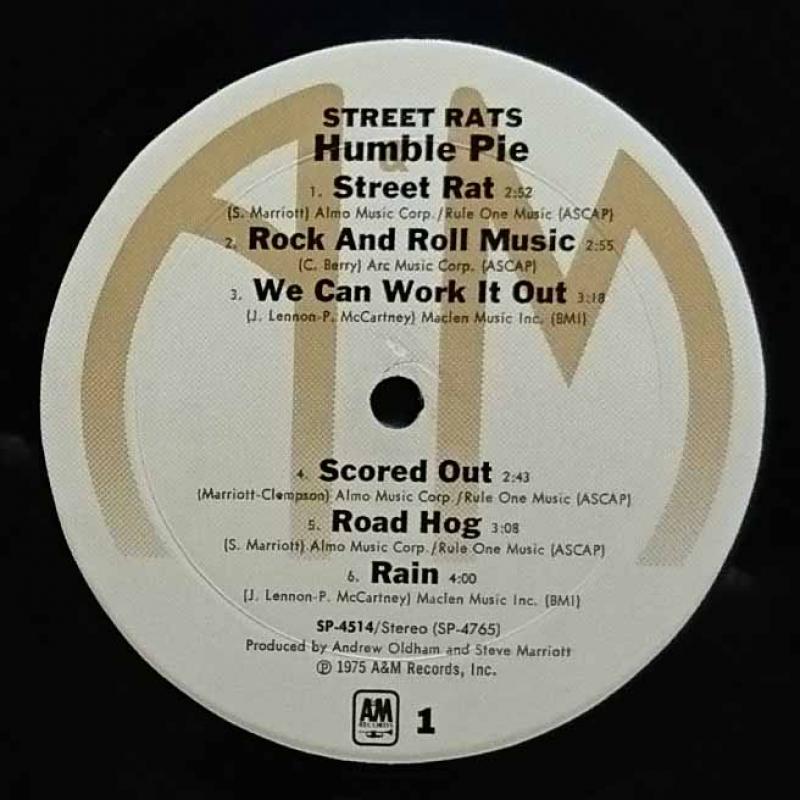 STREET RATS
Humble Pie
1. Street Rat 2:52
(S. Marriott) Almo Music Corp./Rule One Music (ASCAP)
2. Rock And Roll Music 2:55
(C. Berry) Arc Music Corp. (ASCAP)
3. We Can Work It Out 3:18
(J. Lennon-P. McCartney) Maclen Music Inc. (BMI)
4. Scored Out 2:43
(Marriott-Clempson) Almo Music Corp./Rule One Music (ASCAP)
5. Road Hog 3:08
(S. Marriott) Almo Music Corp./Rule One Music (ASCAP)
6. Rain 4:00
(J. Lennon-P. McCartney) Maclen Music Inc. (BMI)
SP-4514/Stereo (SP-4765)
Produced by Andrew Oldham and Steve Marriott
℗ 1975 A&M Records, Inc.
A&M RECORDS 1